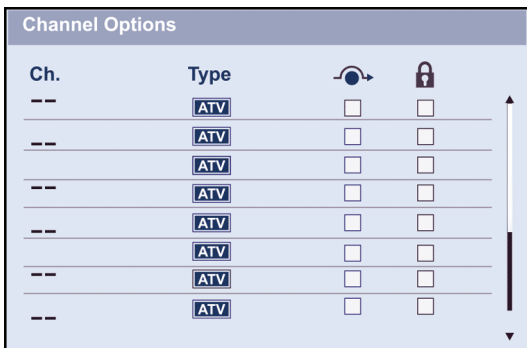 Channel Options
Ch. Type
-- ATV
-- ATV
ATV
-- ATV
-- ATV
ATV
-- ATV
-- ATV